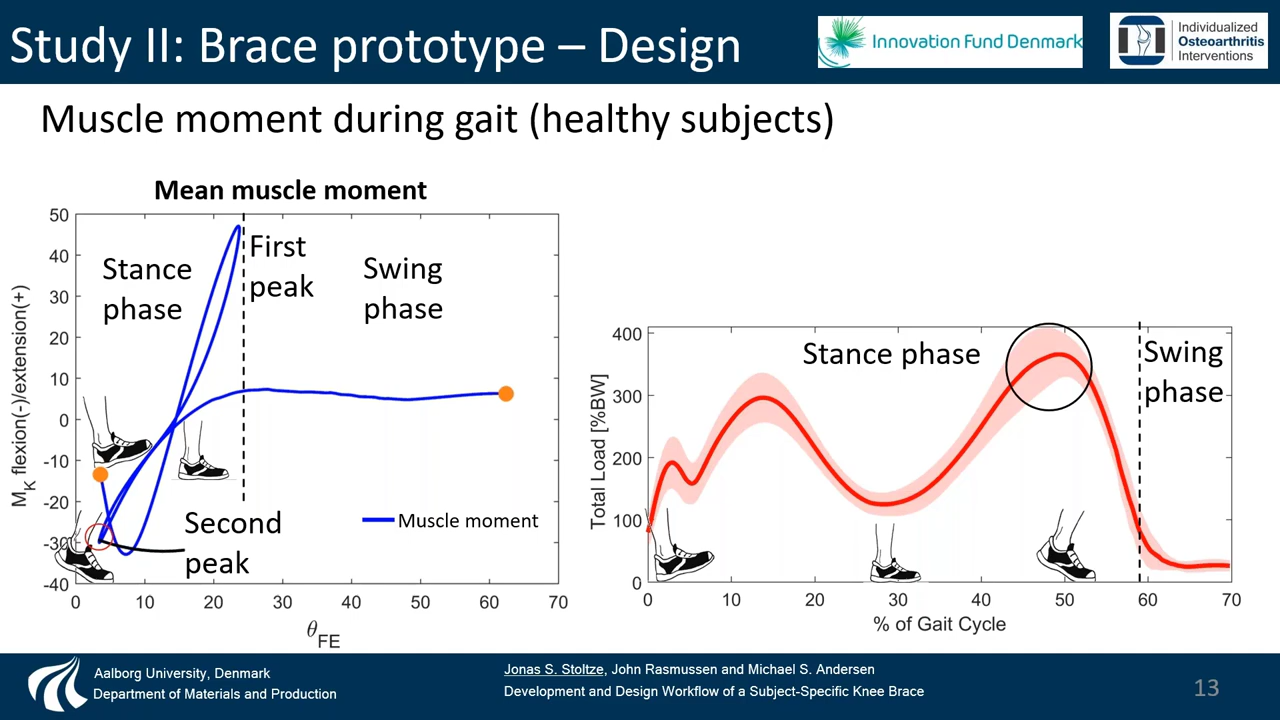 Study II: Brace prototype – Design
Innovation Fund Denmark
Individualized
Osteoarthritis
Interventions
Muscle moment during gait (healthy subjects)
Mean muscle moment
50
40
30
20
10
0
-10
-20
-30
-40
M_K flexion(-)/extension(+)
Stance
phase
First
peak
Swing
phase
Second
peak
Muscle moment
0 10 20 30 40 50 60 70
θ_FE
400
300
200
100
0
Total Load [%BW]
Stance phase
Swing
phase
0 10 20 30 40 50 60 70
% of Gait Cycle
Aalborg University, Denmark
Department of Materials and Production
Jonas S. Stoltze, John Rasmussen and Michael S. Andersen
Development and Design Workflow of a Subject-Specific Knee Brace
13